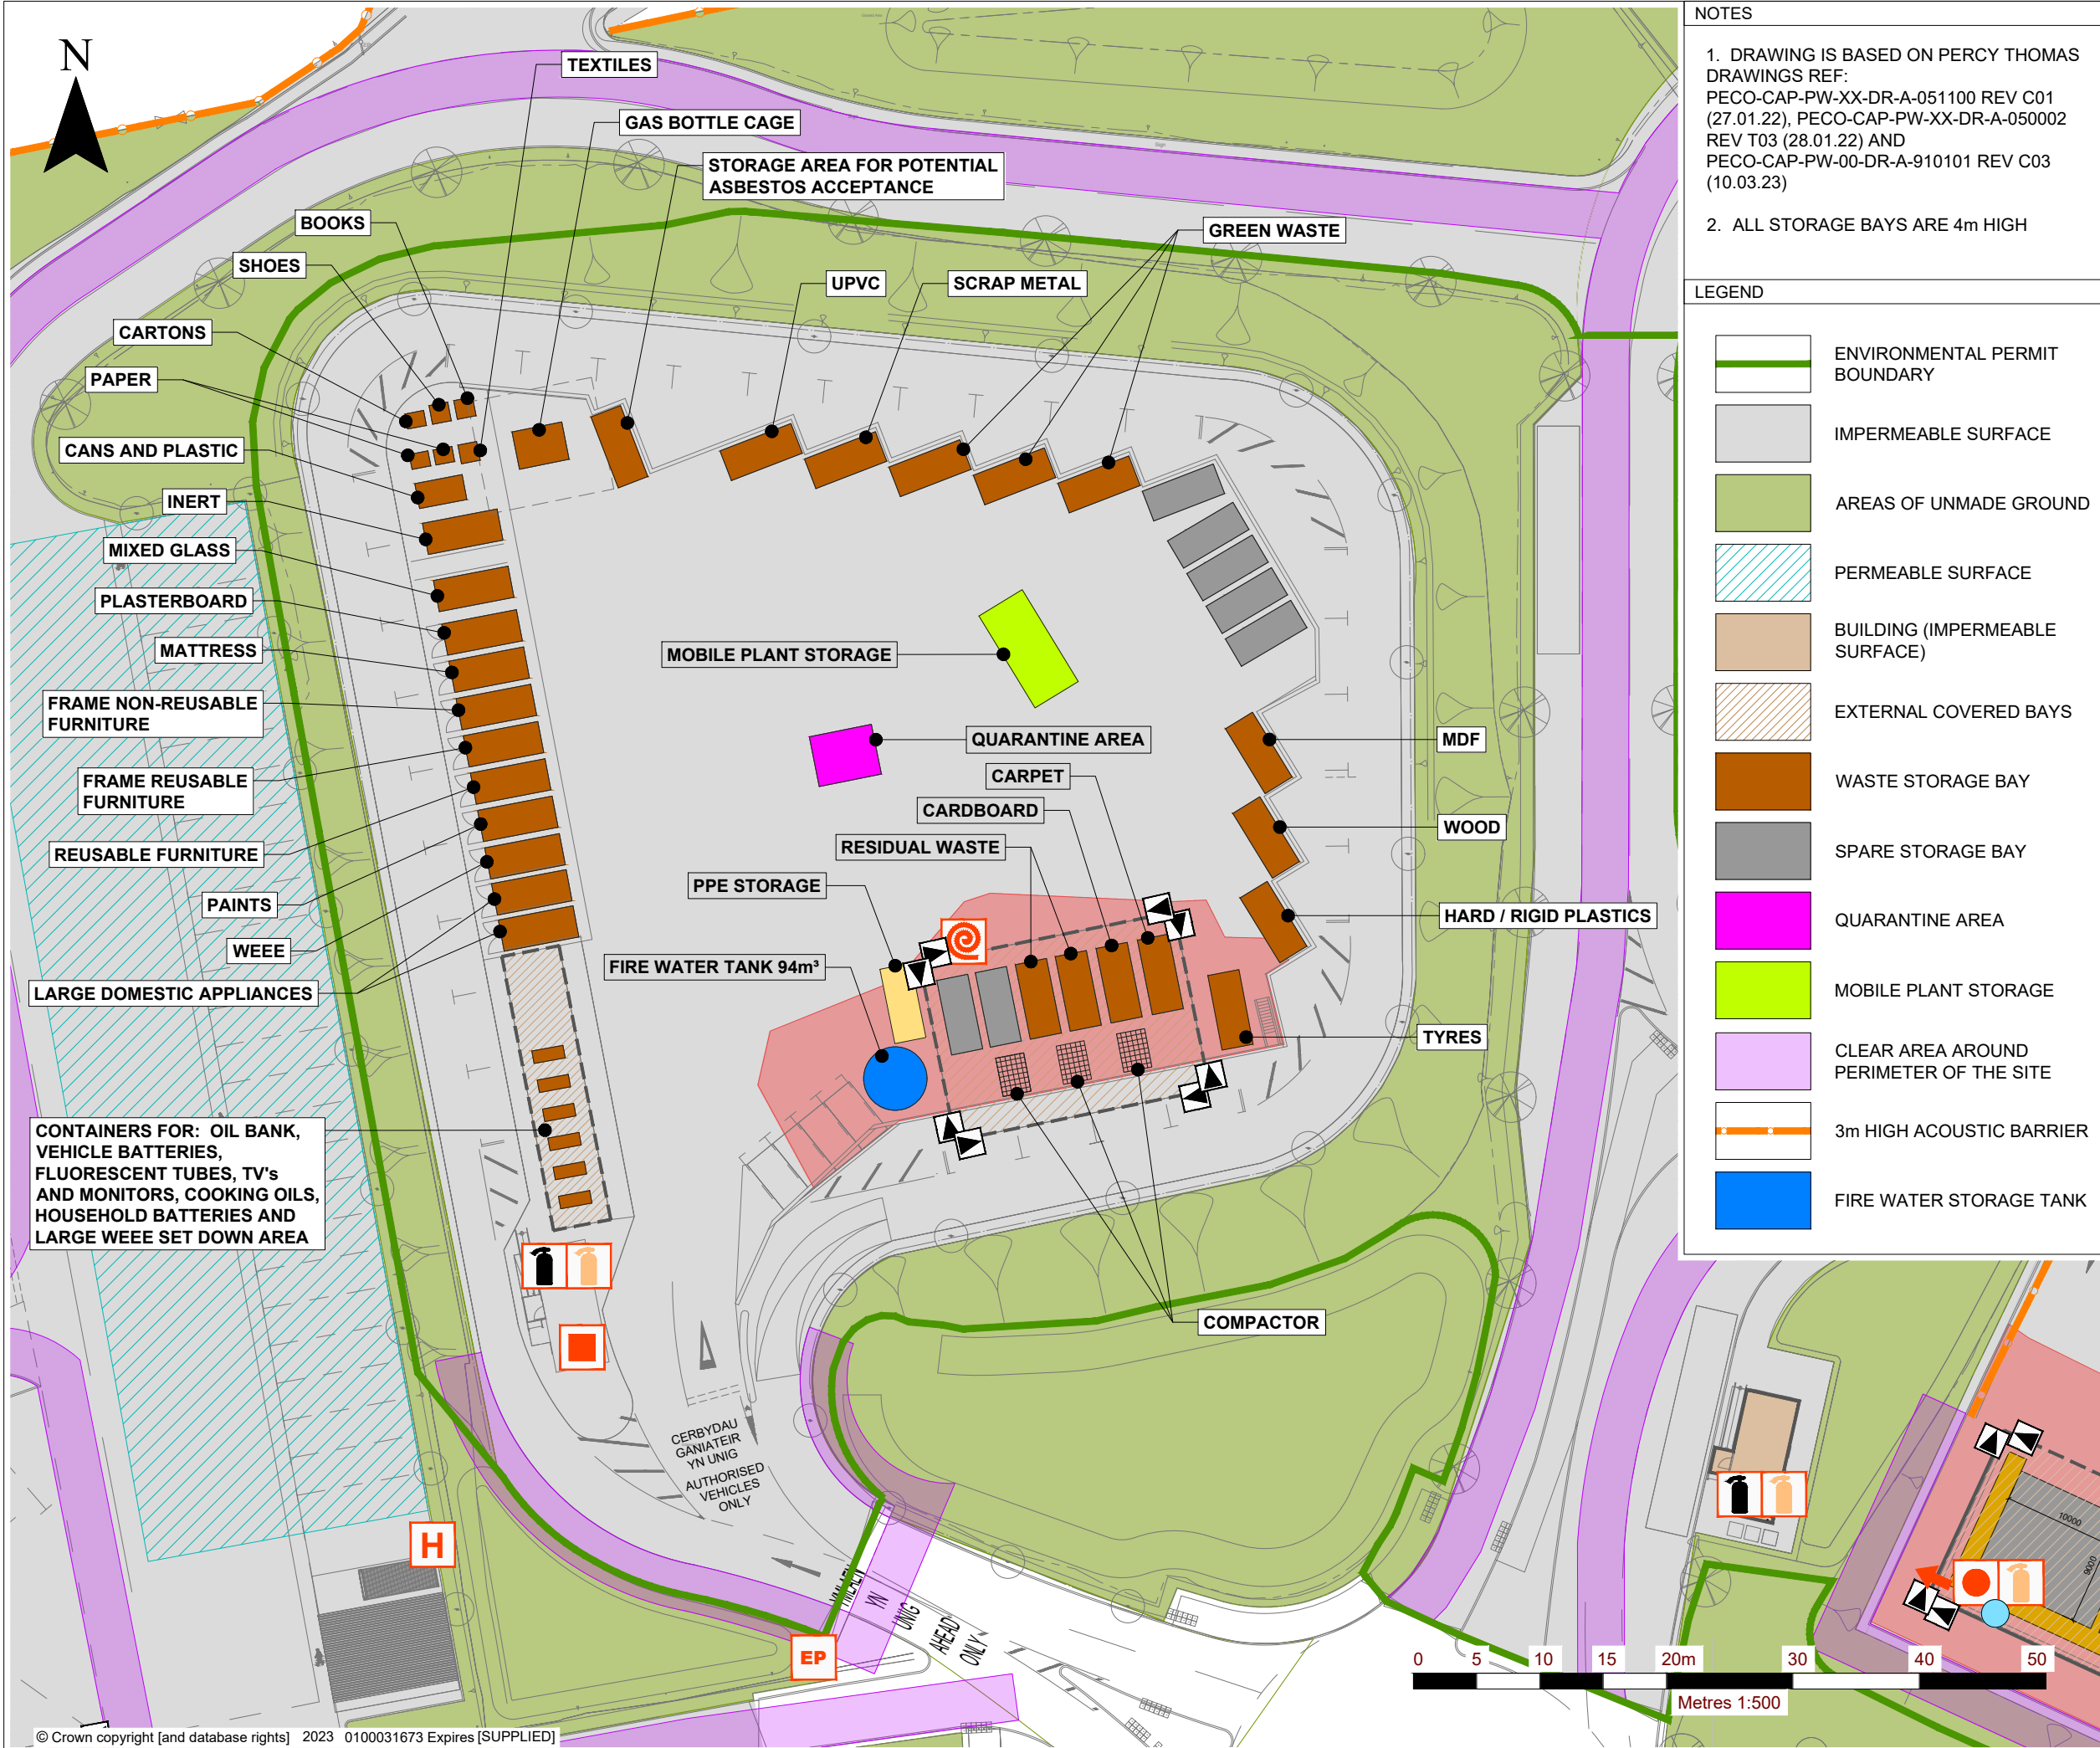 N
TEXTILES
GAS BOTTLE CAGE
STORAGE AREA FOR POTENTIAL
ASBESTOS ACCEPTANCE
BOOKS
SHOES
GREEN WASTE
UPVC
SCRAP METAL
CARTONS
PAPER
CANS AND PLASTIC
INERT
MIXED GLASS
PLASTERBOARD
MATTRESS
FRAME NON-REUSABLE
FURNITURE
FRAME REUSABLE
FURNITURE
REUSABLE FURNITURE
PAINTS
WEEE
LARGE DOMESTIC APPLIANCES
CONTAINERS FOR: OIL BANK,
VEHICLE BATTERIES,
FLUORESCENT TUBES, TV's
AND MONITORS, COOKING OILS,
HOUSEHOLD BATTERIES AND
LARGE WEEE SET DOWN AREA
MOBILE PLANT STORAGE
QUARANTINE AREA
CARPET
CARDBOARD
RESIDUAL WASTE
PPE STORAGE
FIRE WATER TANK 94m³
MDF
WOOD
HARD / RIGID PLASTICS
TYRES
COMPACTOR
CERBYDAU
GANIATEIR
YN UNIG
AUTHORISED
VEHICLES
ONLY
YMLAEN
YN
UNIG
AHEAD
ONLY
H
EP
10000
9000
0 5 10 15 20m 30 40 50
Metres 1:500
© Crown copyright [and database rights] 2023 0100031673 Expires [SUPPLIED]
NOTES
1. DRAWING IS BASED ON PERCY THOMAS
DRAWINGS REF:
PECO-CAP-PW-XX-DR-A-051100 REV C01
(27.01.22), PECO-CAP-PW-XX-DR-A-050002
REV T03 (28.01.22) AND
PECO-CAP-PW-00-DR-A-910101 REV C03
(10.03.23)
2. ALL STORAGE BAYS ARE 4m HIGH
LEGEND
ENVIRONMENTAL PERMIT
BOUNDARY
IMPERMEABLE SURFACE
AREAS OF UNMADE GROUND
PERMEABLE SURFACE
BUILDING (IMPERMEABLE
SURFACE)
EXTERNAL COVERED BAYS
WASTE STORAGE BAY
SPARE STORAGE BAY
QUARANTINE AREA
MOBILE PLANT STORAGE
CLEAR AREA AROUND
PERIMETER OF THE SITE
3m HIGH ACOUSTIC BARRIER
FIRE WATER STORAGE TANK